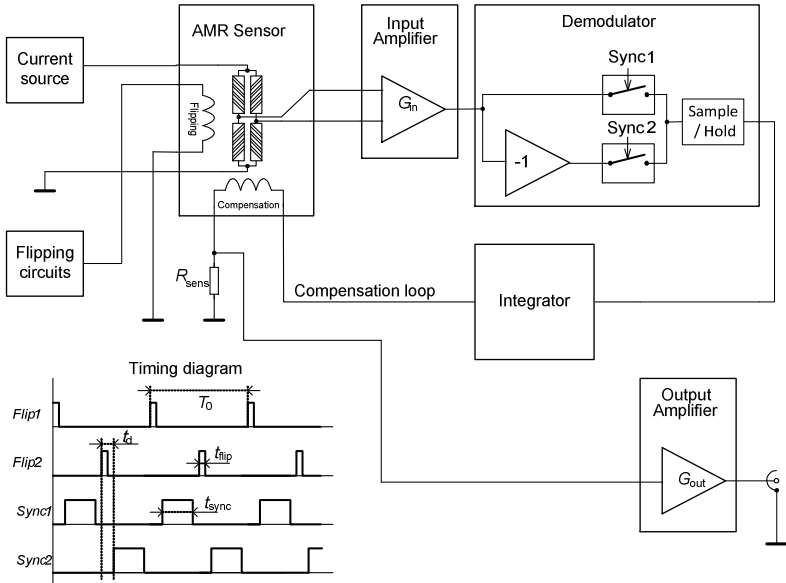 AMR Sensor
Input
Amplifier
Demodulator
Current
source
Flipping
Gin
Sync1
Sync2
-1
Sample
/ Hold
Compensation
Flipping
circuits
Rsens
Compensation loop
Integrator
Timing diagram
T0
Flip1
td
Flip2
tflip
Sync1
tsync
Sync2
Output
Amplifier
Gout